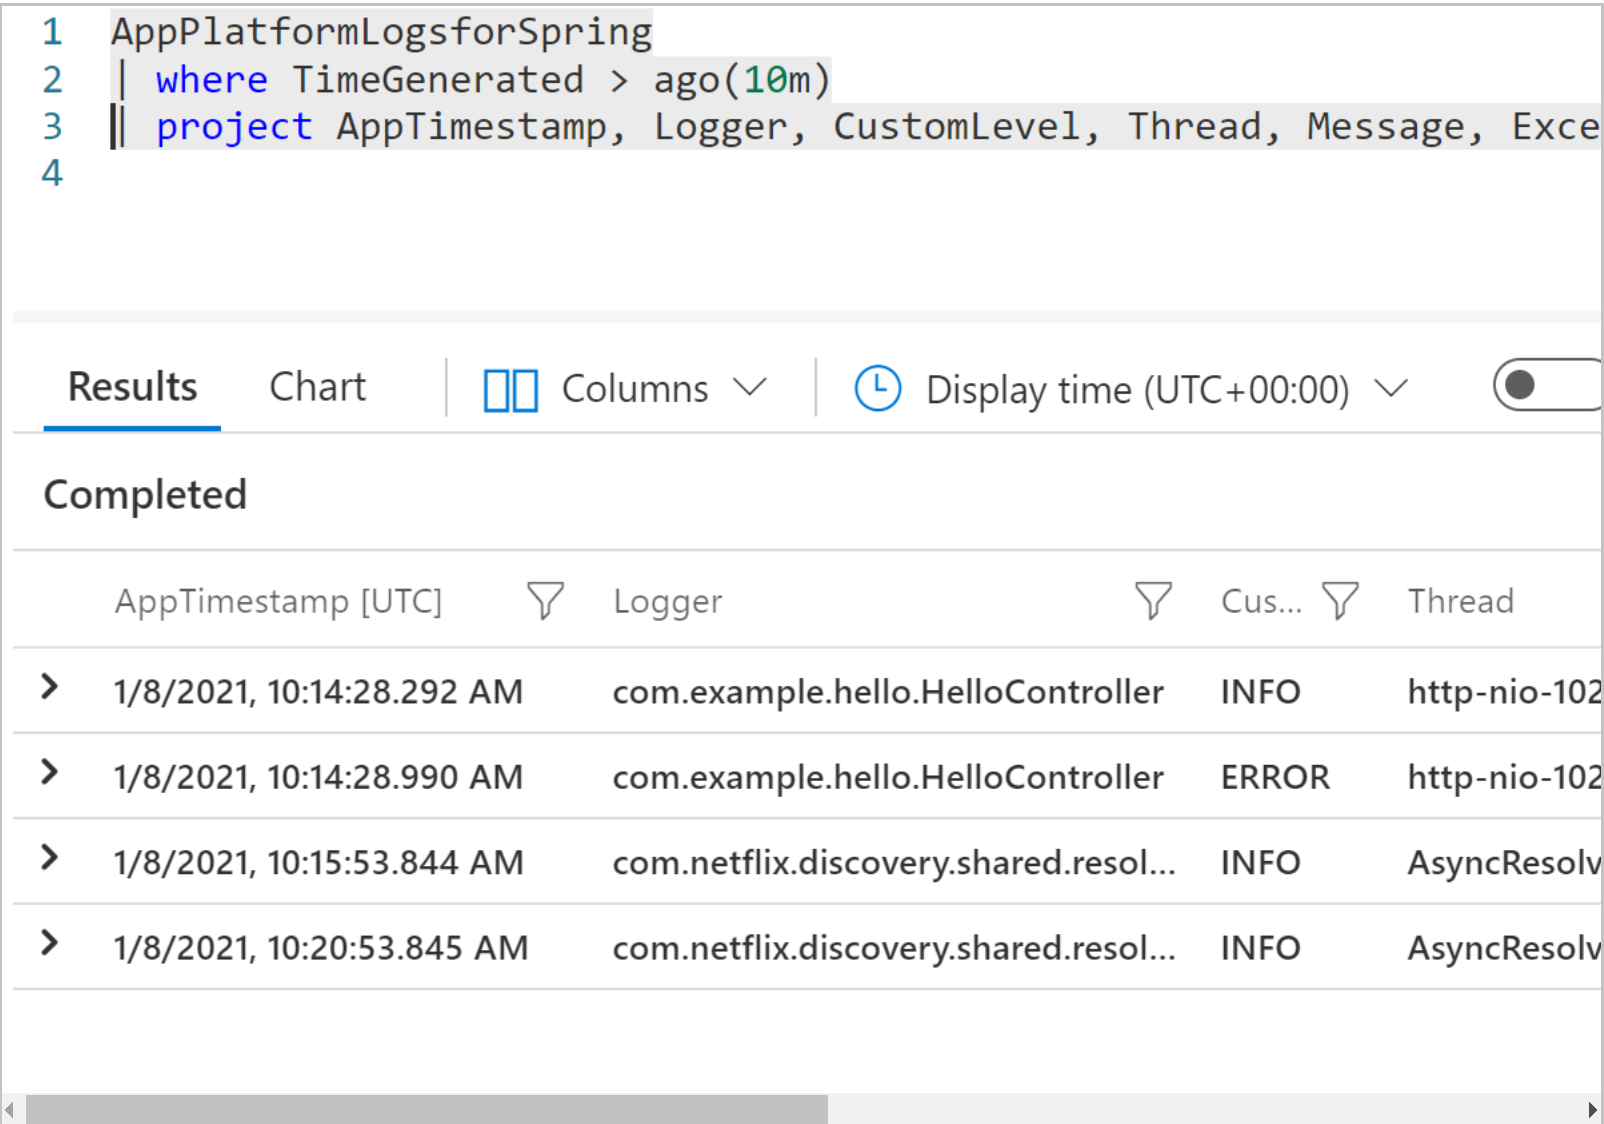 1 AppPlatformLogsforSpring
2 | where TimeGenerated > ago(10m)
3 | project AppTimestamp, Logger, CustomLevel, Thread, Message, Exce
4
Results Chart Columns Display time (UTC+00:00)
Completed
AppTimestamp [UTC] Logger Cus... Thread
1/8/2021, 10:14:28.292 AM com.example.hello.HelloController INFO http-nio-102
1/8/2021, 10:14:28.990 AM com.example.hello.HelloController ERROR http-nio-102
1/8/2021, 10:15:53.844 AM com.netflix.discovery.shared.resol... INFO AsyncResolv
1/8/2021, 10:20:53.845 AM com.netflix.discovery.shared.resol... INFO AsyncResolv